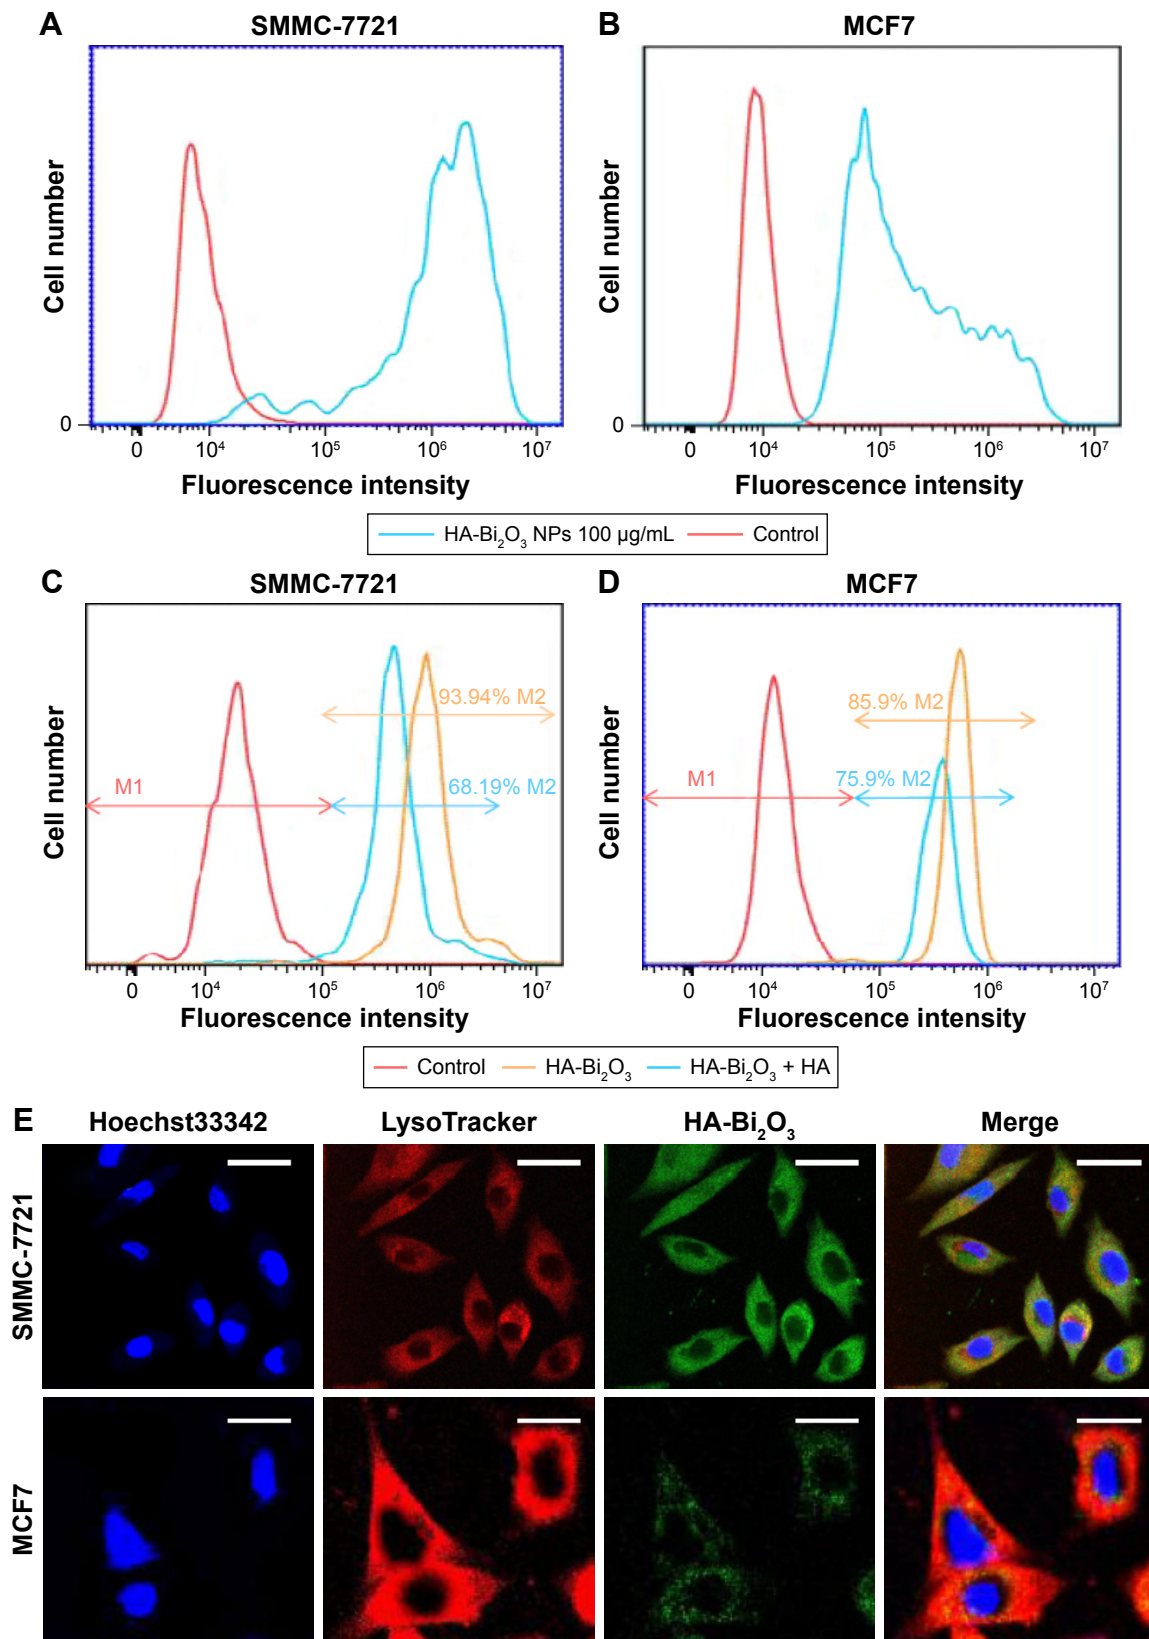 A
SMMC-7721
B
MCF7
Cell number
Cell number
0
0
0 10⁴ 10⁵ 10⁶ 10⁷
0 10⁴ 10⁵ 10⁶ 10⁷
Fluorescence intensity
Fluorescence intensity
HA-Bi₂O₃ NPs 100 µg/mL Control
C
SMMC-7721
D
MCF7
Cell number
Cell number
93.94% M2
M1
68.19% M2
85.9% M2
M1
75.9% M2
0 10⁴ 10⁵ 10⁶ 10⁷
0 10⁴ 10⁵ 10⁶ 10⁷
Fluorescence intensity
Fluorescence intensity
Control HA-Bi₂O₃ HA-Bi₂O₃ + HA
E
Hoechst33342 LysoTracker HA-Bi₂O₃ Merge
SMMC-7721
MCF7